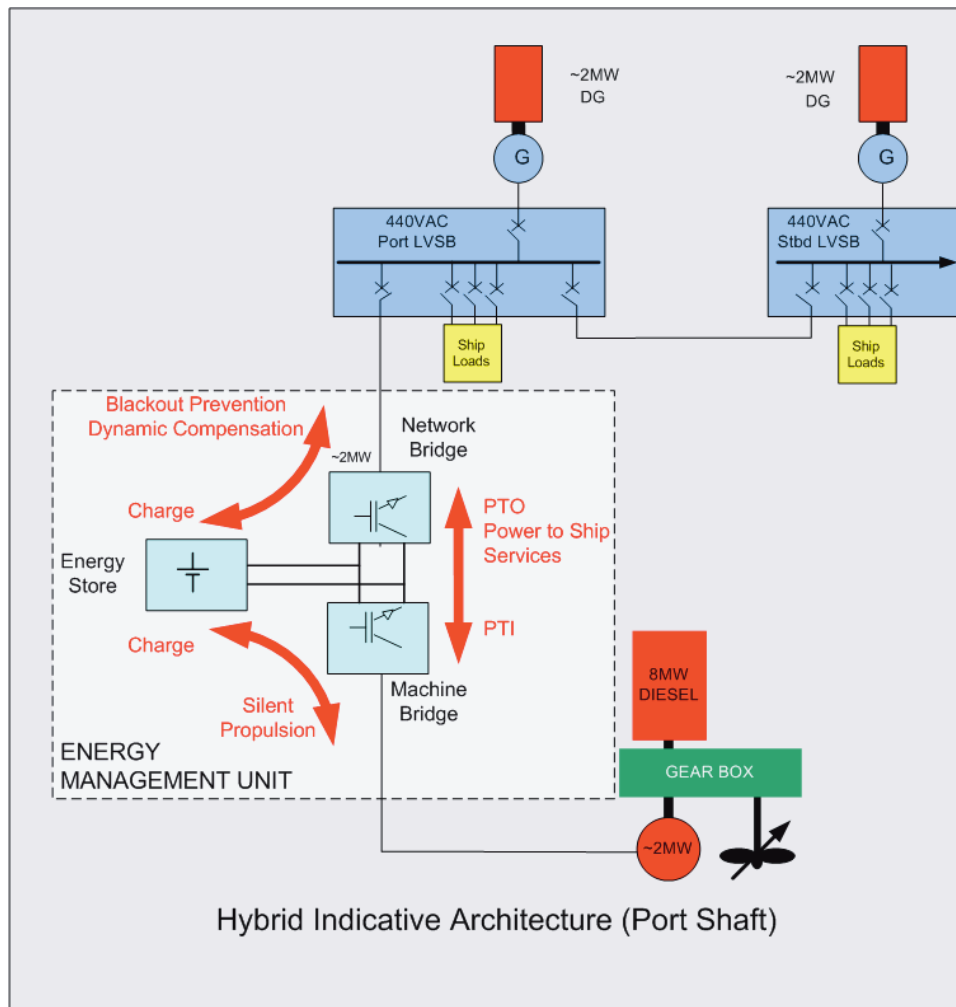 ~2MW
DG
~2MW
DG
G
G
440VAC
Port LVSB
440VAC
Stbd LVSB
Ship
Loads
Ship
Loads
Blackout Prevention
Dynamic Compensation
Network
Bridge
~2MW
Charge
PTO
Power to Ship
Services
Energy
Store
Charge
PTI
Silent
Propulsion
Machine
Bridge
8MW
DIESEL
ENERGY
MANAGEMENT UNIT
GEAR BOX
~2MW
Hybrid Indicative Architecture (Port Shaft)